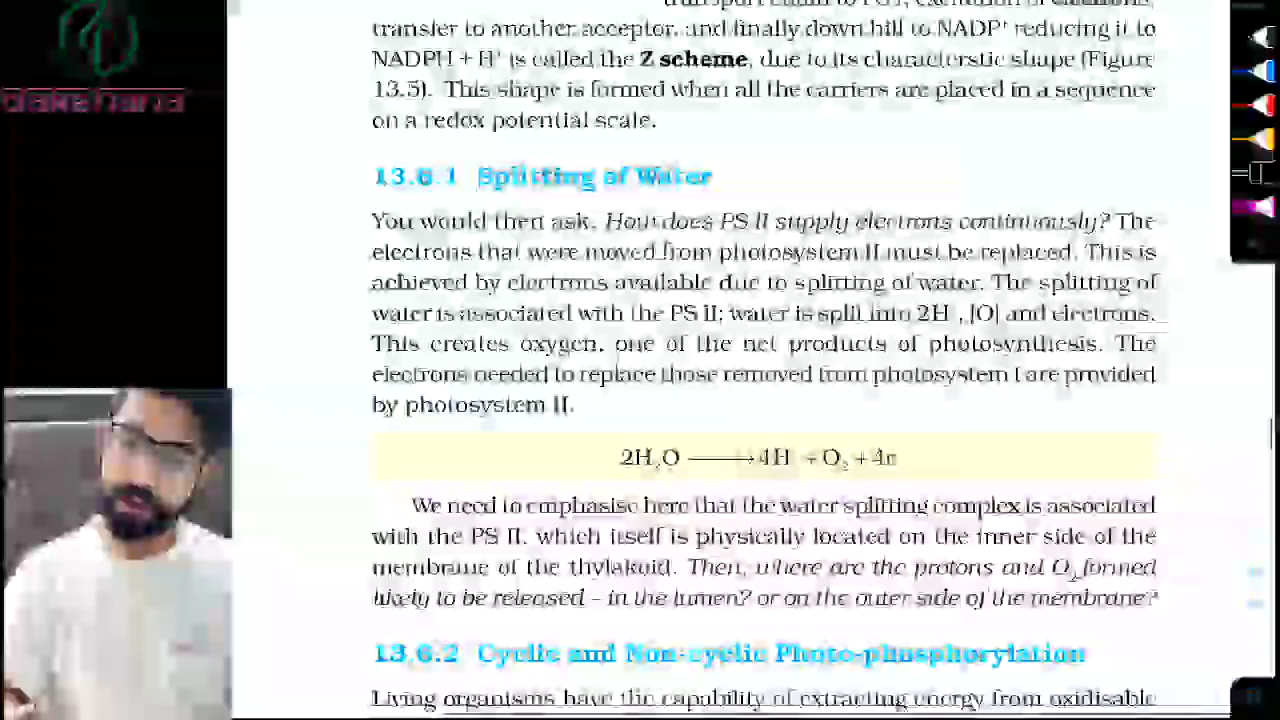 transfer to another acceptor, and finally down hill to NADP⁺ reducing it to
NADPH + H⁺ is called the Z scheme, due to its characterstic shape (Figure
13.5). This shape is formed when all the carriers are placed in a sequence
on a redox potential scale.
13.6.1 Splitting of Water
You would then ask, How does PS II supply electrons continuously? The
electrons that were moved from photosystem II must be replaced. This is
achieved by electrons available due to splitting of water. The splitting of
water is associated with the PS II; water is split into 2H⁺, [O] and electrons.
This creates oxygen, one of the net products of photosynthesis. The
electrons needed to replace those removed from photosystem I are provided
by photosystem II.
2H₂O ⟶ 4H⁺ + O₂ + 4e⁻
We need to emphasise here that the water splitting complex is associated
with the PS II, which itself is physically located on the inner side of the
membrane of the thylakoid. Then, where are the protons and O₂ formed
likely to be released – in the lumen? or on the outer side of the membrane?
13.6.2 Cyclic and Non-cyclic Photo-phosphorylation
Living organisms have the capability of extracting energy from oxidisable